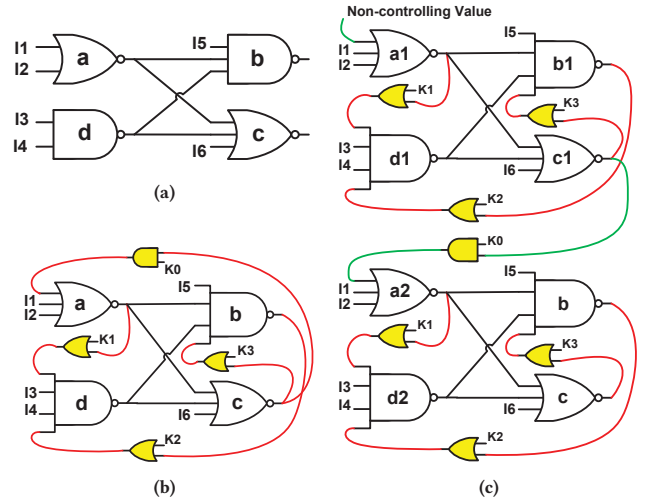 I1
I2
a
I5
b
I3
I4
d
I6
c
(a)
K0
I1
I2
a
K1
I5
b
K3
I3
I4
d
I6
c
K2
(b)
Non-controlling Value
I1
I2
a1
I5
b1
K1
K3
I3
I4
d1
I6
c1
K2
K0
I1
I2
a2
I5
b
K1
K3
I3
I4
d2
I6
c
K2
(c)